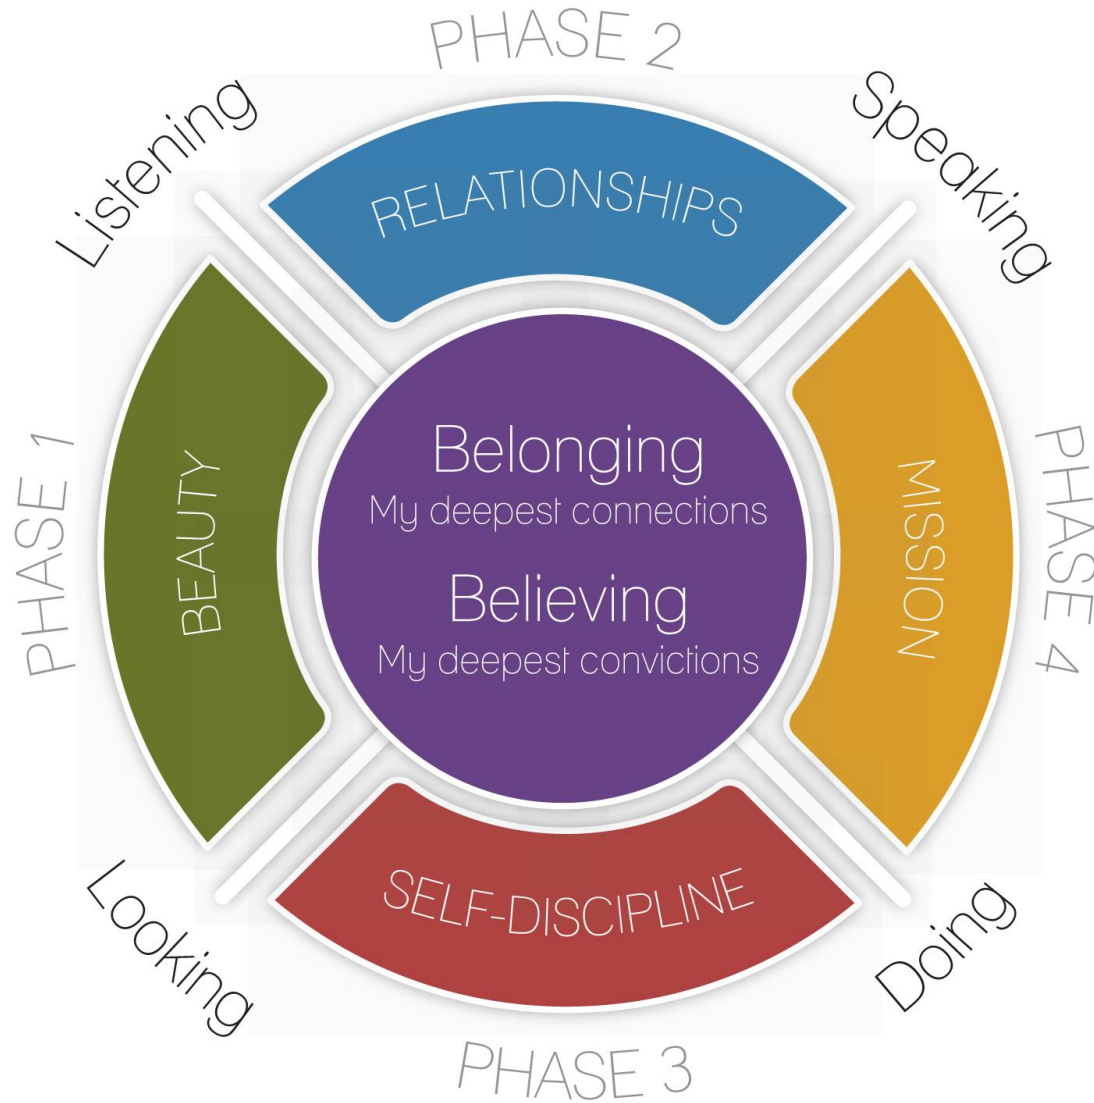 PHASE 2
Listening
Speaking
RELATIONSHIPS
PHASE 1
BEAUTY
Belonging
My deepest connections
Believing
My deepest convictions
MISSION
PHASE 4
SELF-DISCIPLINE
Looking
Doing
PHASE 3